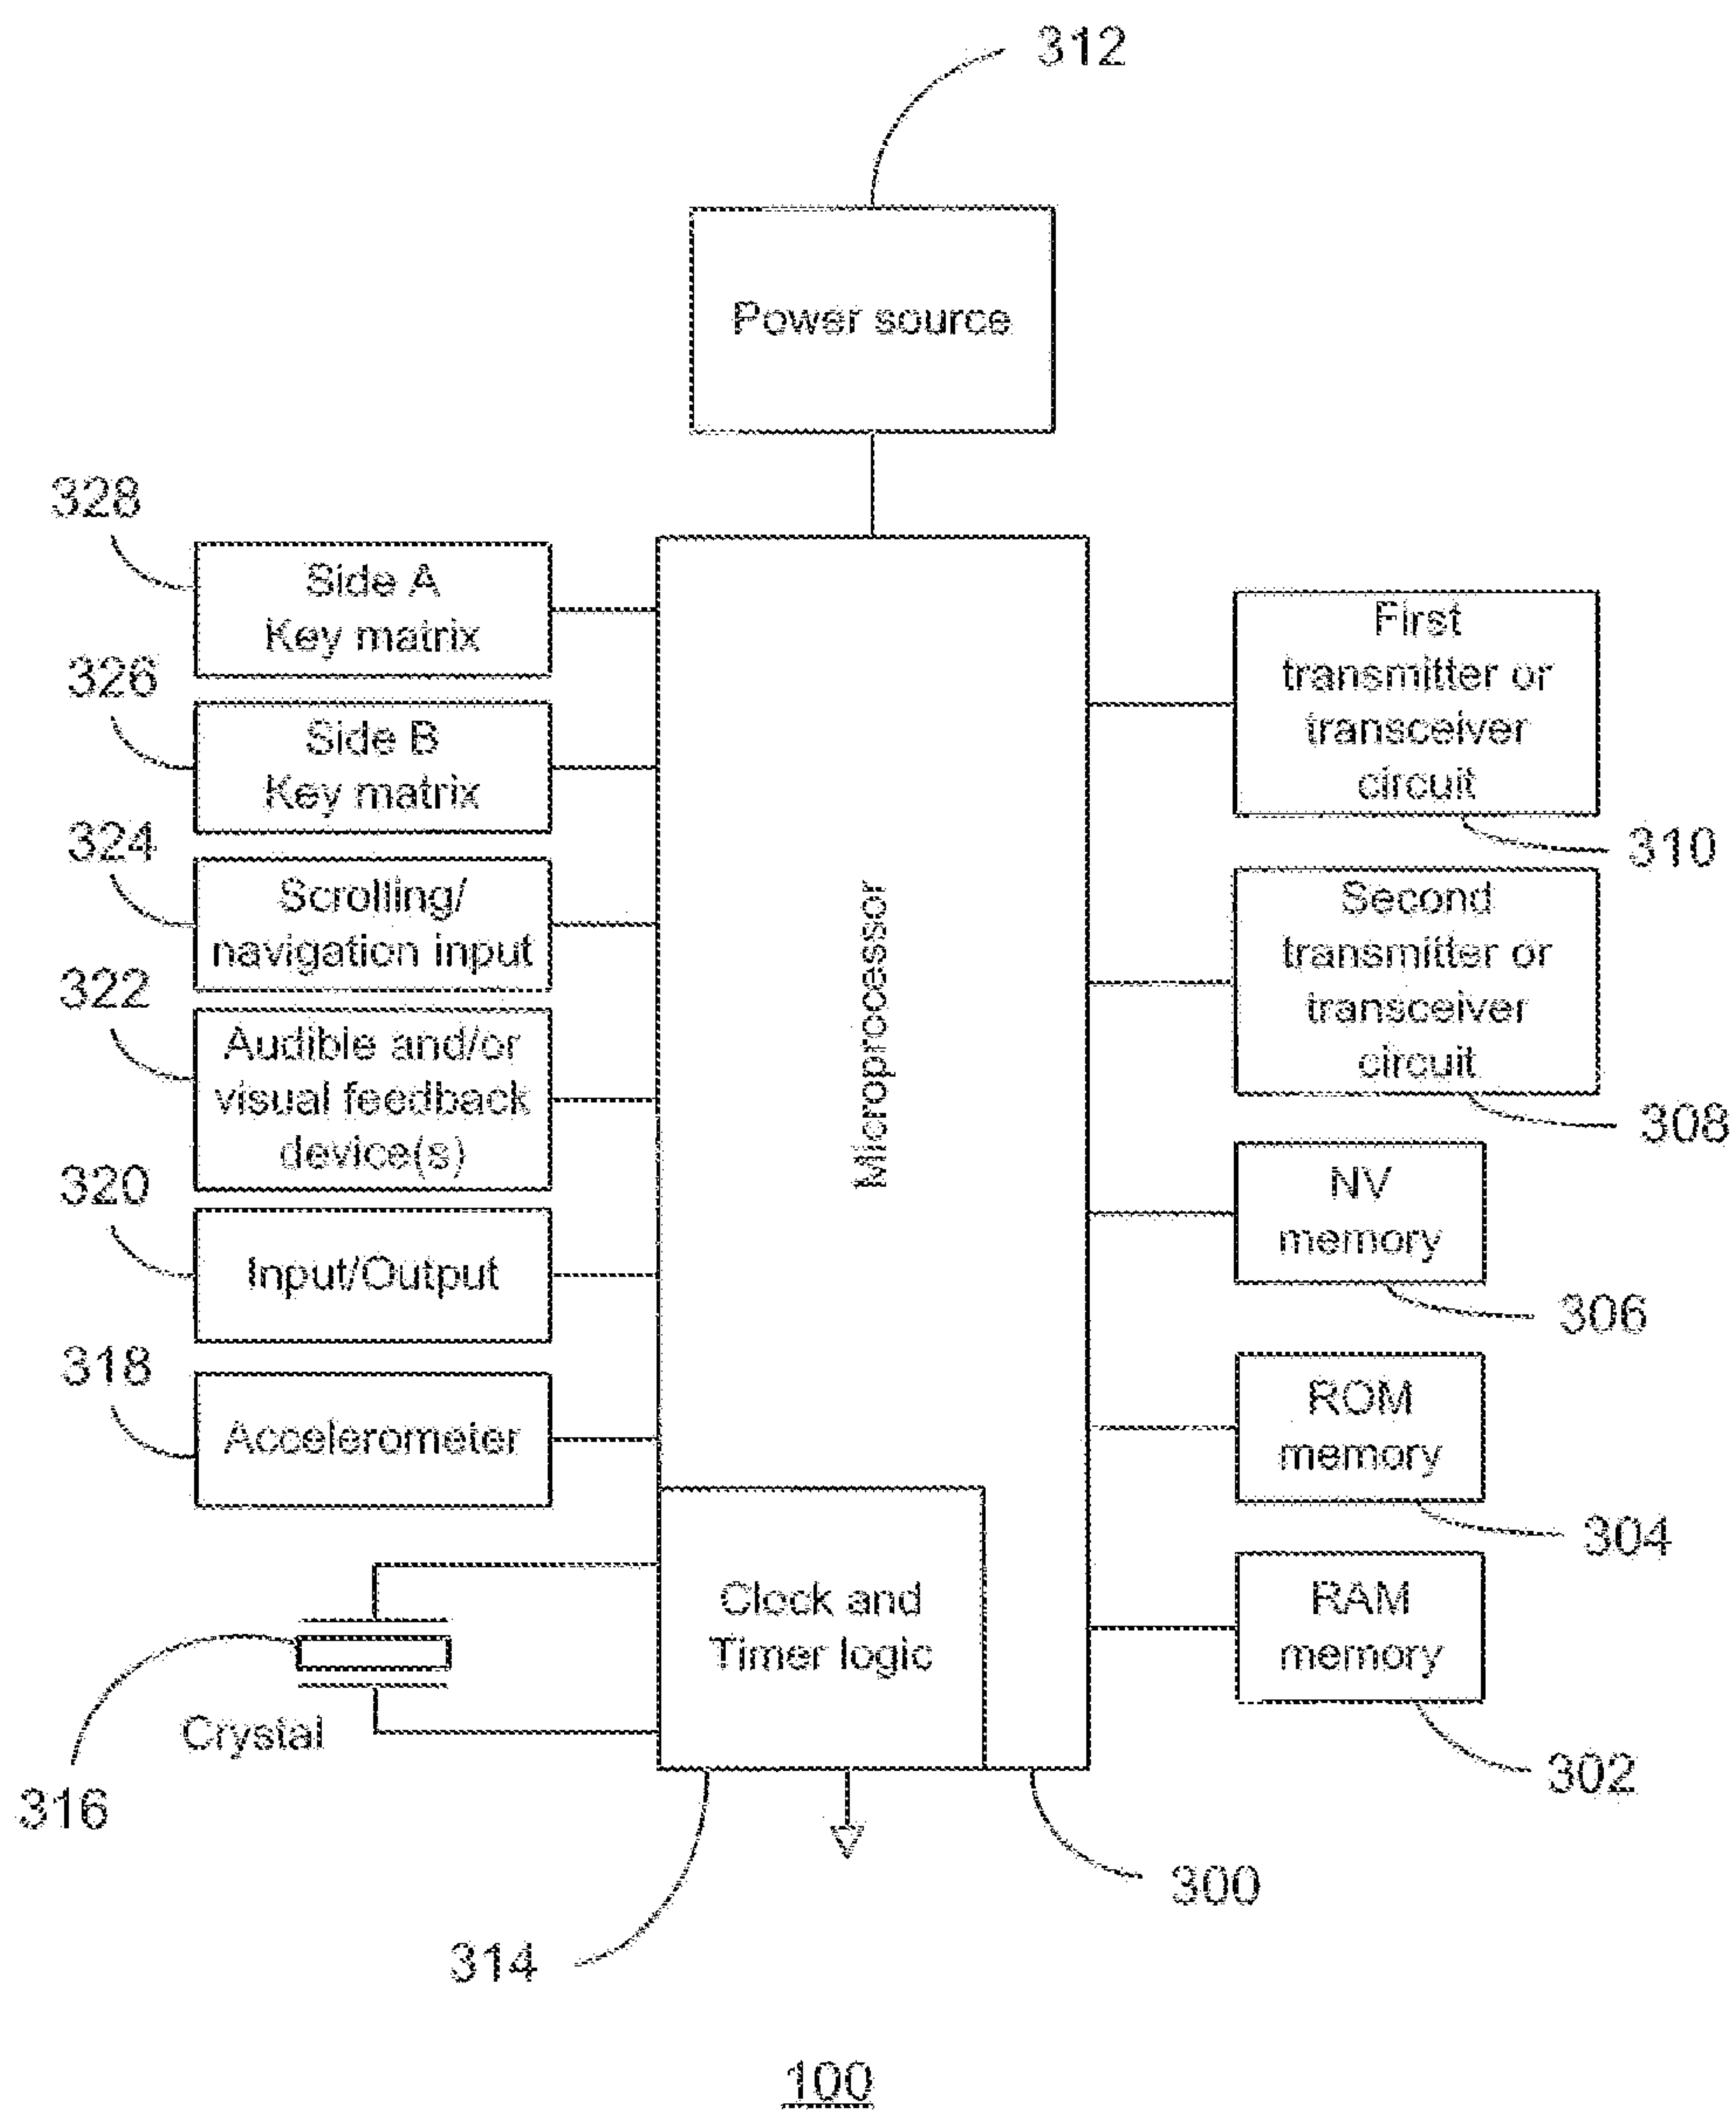 312
Power source
328
Side A
Key matrix
326
Side B
Key matrix
324
Scrolling/
navigation input
322
Audible and/or
visual feedback
device(s)
320
Input/Output
318
Accelerometer
Crystal
316
Microprocessor
Clock and
Timer logic
314
300
First
transmitter or
transceiver
circuit
310
Second
transmitter or
transceiver
circuit
308
NV
memory
306
ROM
memory
304
RAM
memory
302
100